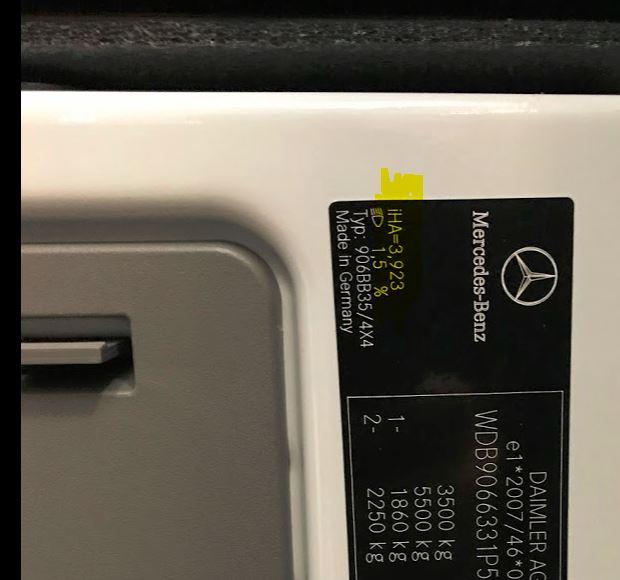 Mercedes-Benz
iHA=3,923
1,5 %
Typ: 906BB35/4X4
Made in Germany
DAIMLER AG
e1*2007/46*0
WDB9066331P5
3500 kg
5500 kg
1- 1860 kg
2- 2250 kg